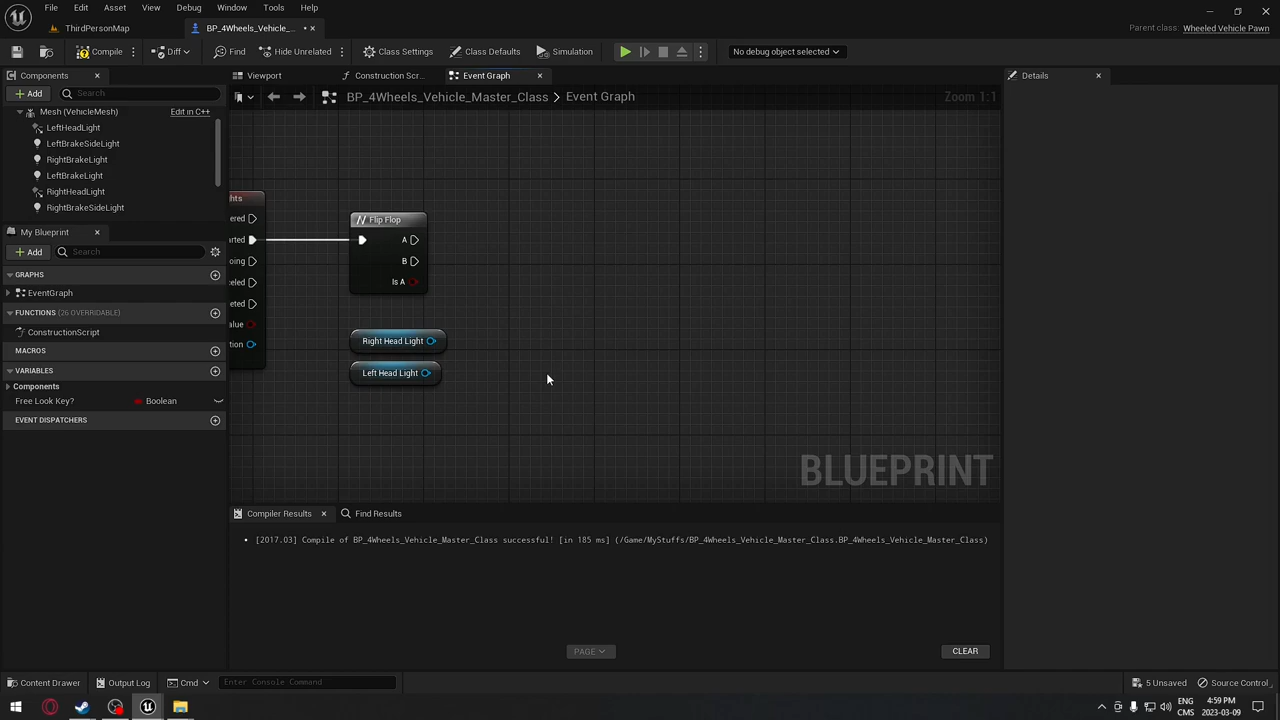 File Edit Asset View Debug Window Tools Help
Parent class: Wheeled Vehicle Pawn
ThirdPersonMap
BP_4Wheels_Vehicle_...
Compile Diff Find Hide Unrelated Class Settings Class Defaults Simulation No debug object selected
Components Viewport Construction Scr... Event Graph Details
Add Search
BP_4Wheels_Vehicle_Master_Class > Event Graph Zoom 1:1
Mesh (VehicleMesh) Edit in C++
LeftHeadLight
LeftBrakeSideLight
RightBrakeLight
LeftBrakeLight
RightHeadLight
RightBrakeSideLight
My Blueprint
Add Search
GRAPHS
EventGraph
FUNCTIONS (26 OVERRIDABLE)
ConstructionScript
MACROS
VARIABLES
Components
Free Look Key? Boolean
EVENT DISPATCHERS
hts
ered
arted
oing
celed
eted
alue
tion
Flip Flop
A
B
Is A
Right Head Light
Left Head Light
BLUEPRINT
Compiler Results Find Results
[2017.03] Compile of BP_4Wheels_Vehicle_Master_Class successful! [in 185 ms] (/Game/MyStuffs/BP_4Wheels_Vehicle_Master_Class.BP_4Wheels_Vehicle_Master_Class)
PAGE CLEAR
Content Drawer Output Log Cmd Enter Console Command 5 Unsaved Source Control
ENG 4:59 PM
CMS 2023-03-09